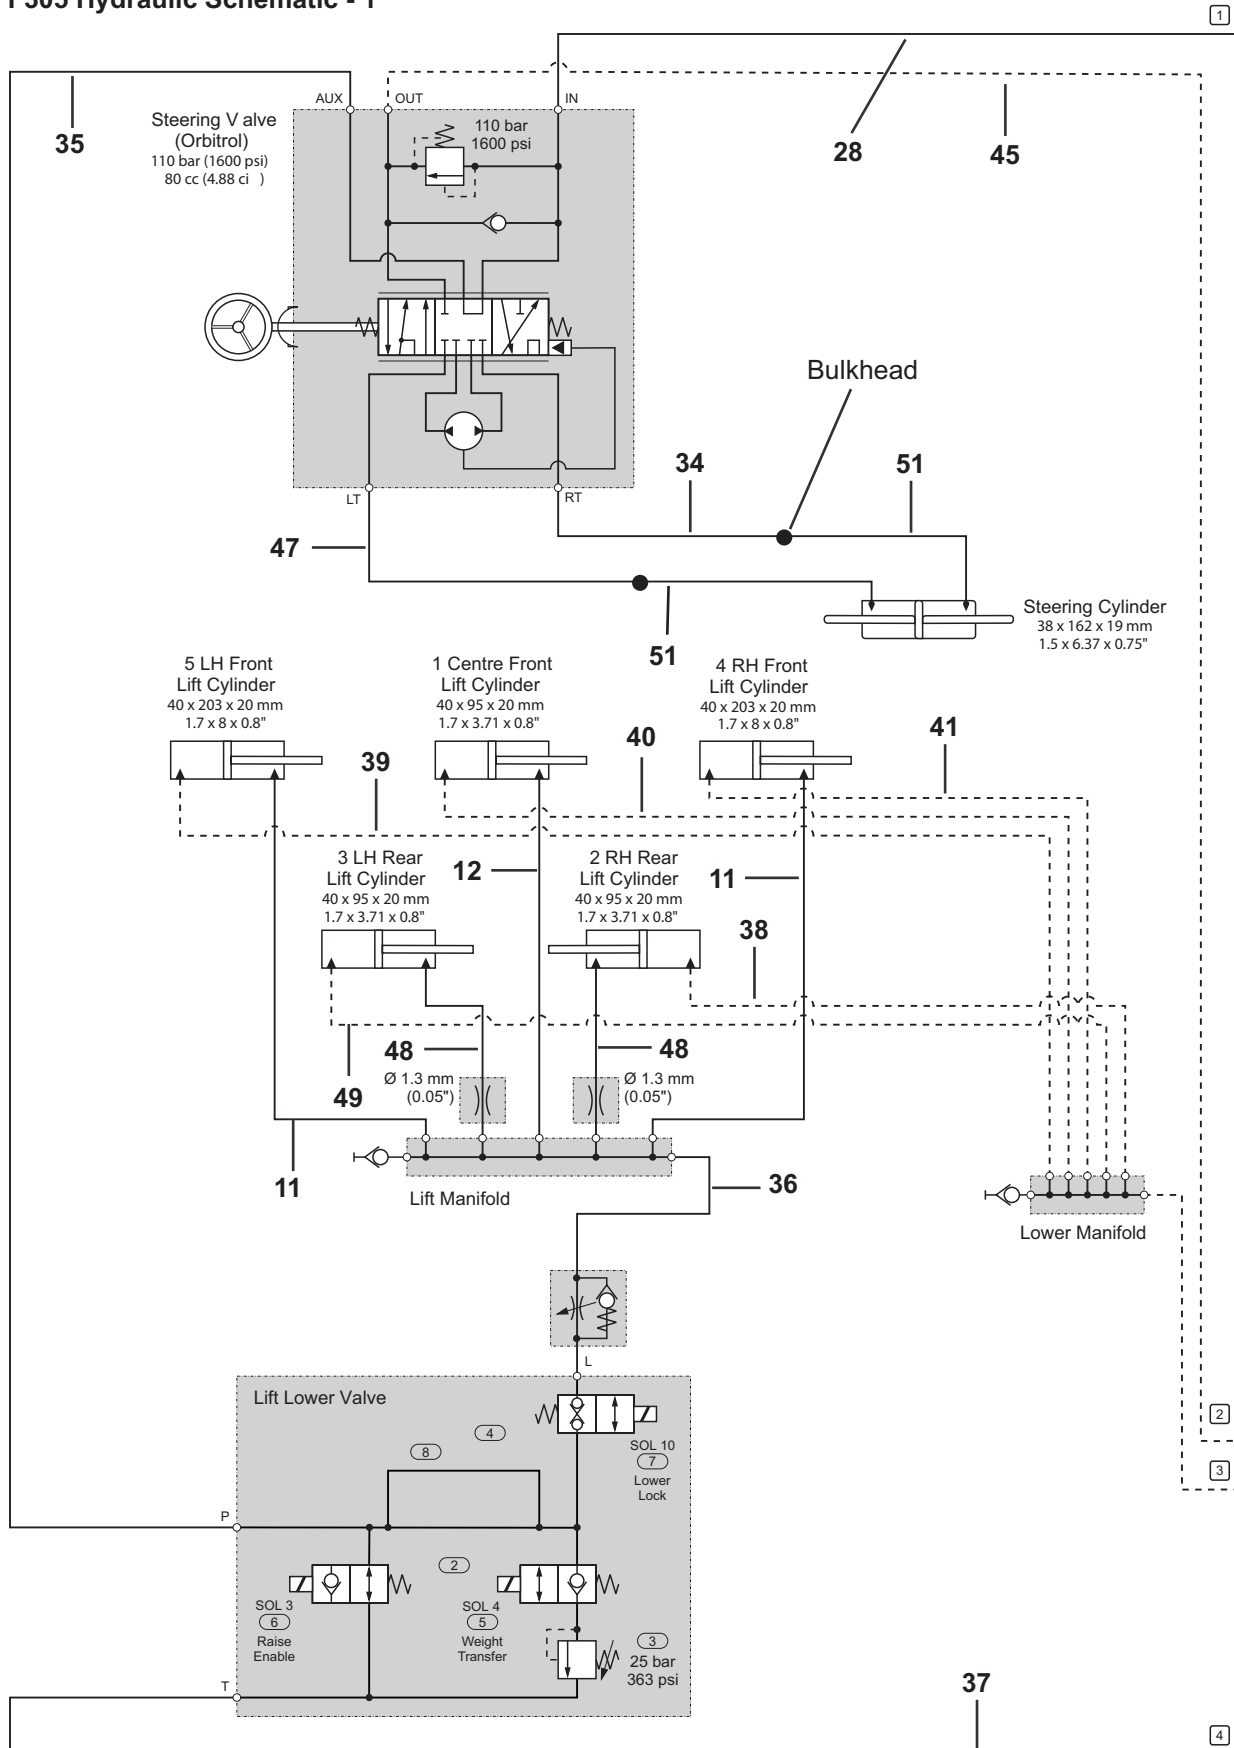 1
AUX
OUT
IN
35
Steering V alve
(Orbitrol)
110 bar (1600 psi)
80 cc (4.88 ci )
110 bar
1600 psi
28
45
Bulkhead
LT
RT
34
51
47
51
Steering Cylinder
38 x 162 x 19 mm
1.5 x 6.37 x 0.75"
5 LH Front
Lift Cylinder
40 x 203 x 20 mm
1.7 x 8 x 0.8"
1 Centre Front
Lift Cylinder
40 x 95 x 20 mm
1.7 x 3.71 x 0.8"
4 RH Front
Lift Cylinder
40 x 203 x 20 mm
1.7 x 8 x 0.8"
39
40
41
3 LH Rear
Lift Cylinder
40 x 95 x 20 mm
1.7 x 3.71 x 0.8"
12
2 RH Rear
Lift Cylinder
40 x 95 x 20 mm
1.7 x 3.71 x 0.8"
11
38
48
48
Ø 1.3 mm
(0.05")
Ø 1.3 mm
(0.05")
49
11
Lift Manifold
36
Lower Manifold
L
Lift Lower Valve
4
8
SOL 10
7
Lower
Lock
2
3
P
2
SOL 3
6
Raise
Enable
SOL 4
5
Weight
Transfer
3
25 bar
363 psi
T
37
4